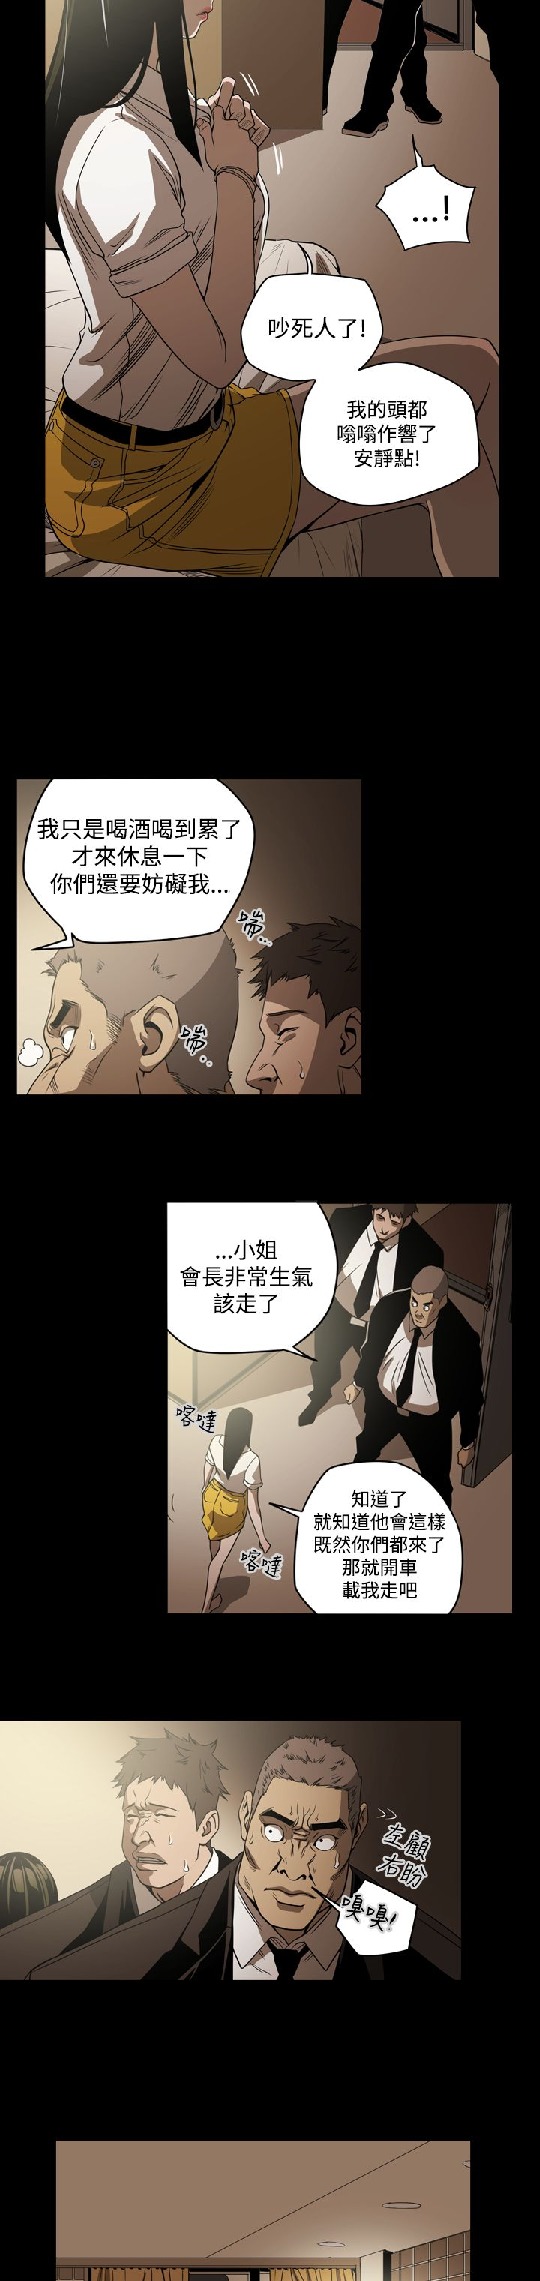 ...!
吵死人了!
我的頭都
嗡嗡作響了
安靜點!
我只是喝酒喝到累了
才來休息一下
你們還要妨礙我...
喘..
喘..
...小姐
會長非常生氣
該走了
喀噠
喀噠
知道了
就知道他會這樣
既然你們都來了
那就開車
載我走吧
左顧
右盼
嗅嗅!